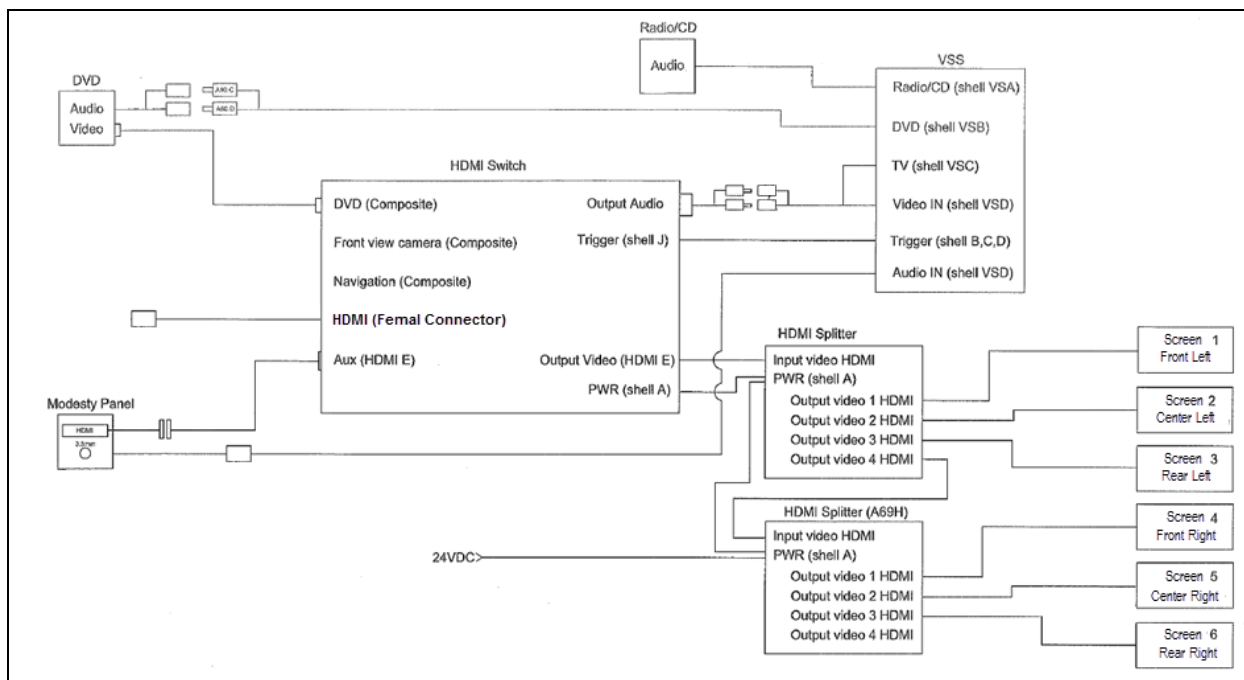 Radio/CD
Audio
VSS
Radio/CD (shell VSA)
DVD (shell VSB)
TV (shell VSC)
Video IN (shell VSD)
Trigger (shell B,C,D)
Audio IN (shell VSD)
DVD
Audio
Video
A60:D
HDMI Switch
DVD (Composite)
Front view camera (Composite)
Navigation (Composite)
HDMI (Femal Connector)
Aux (HDMI E)
Output Audio
Trigger (shell J)
Output Video (HDMI E)
PWR (shell A)
Modesty Panel
HDMI
3.5mm
24VDC>
HDMI Splitter
Input video HDMI
PWR (shell A)
Output video 1 HDMI
Output video 2 HDMI
Output video 3 HDMI
Output video 4 HDMI
HDMI Splitter (A69H)
Input video HDMI
PWR (shell A)
Output video 1 HDMI
Output video 2 HDMI
Output video 3 HDMI
Output video 4 HDMI
Screen 1
Front Left
Screen 2
Center Left
Screen 3
Rear Left
Screen 4
Front Right
Screen 5
Center Right
Screen 6
Rear Right